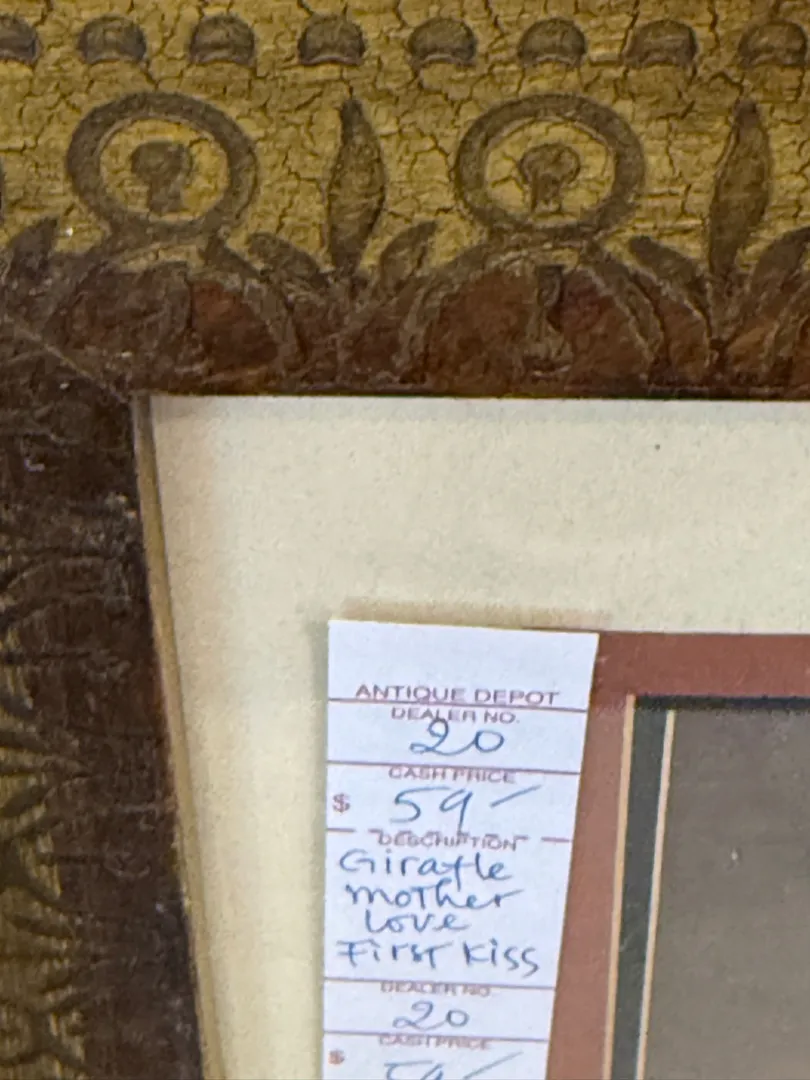 ANTIQUE DEPOT
DEALER NO.
20
CASH PRICE
$ 59-
DESCRIPTION
Giraffe
mother
Love
First Kiss
DEALER NO.
20
CASH PRICE
$ 59-